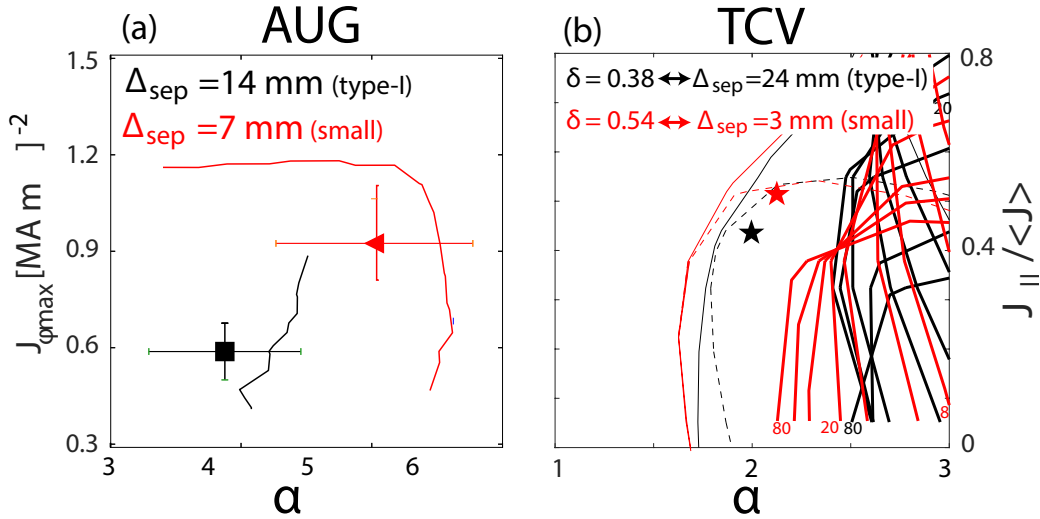 AUG
TCV
(a)
Δsep =14 mm (type-I)
Δsep =7 mm (small)
1.5
1.2
0.9
0.6
0.3
Jφmax [MA m ]-2
3
4
5
6
α
(b)
δ = 0.38 ↔ Δsep =24 mm (type-I)
δ = 0.54 ↔ Δsep =3 mm (small)
20
80
20
80
8
0.8
0.4
0
J || / <J>
1
2
3
α